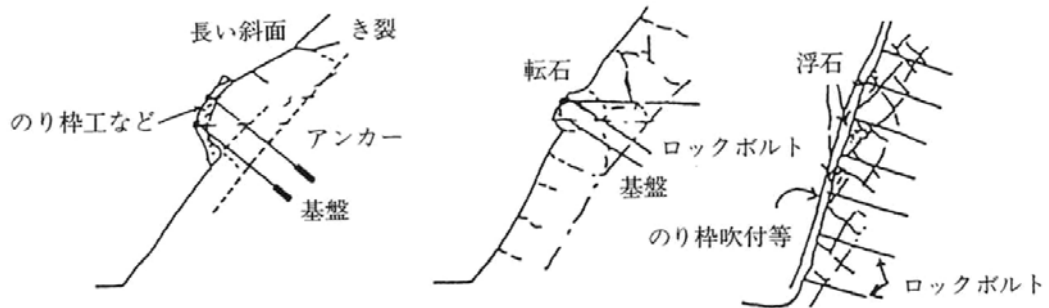 長い斜面
き裂
のり枠工など
アンカー
基盤
転石
ロックボルト
基盤
浮石
のり枠吹付等
ロックボルト